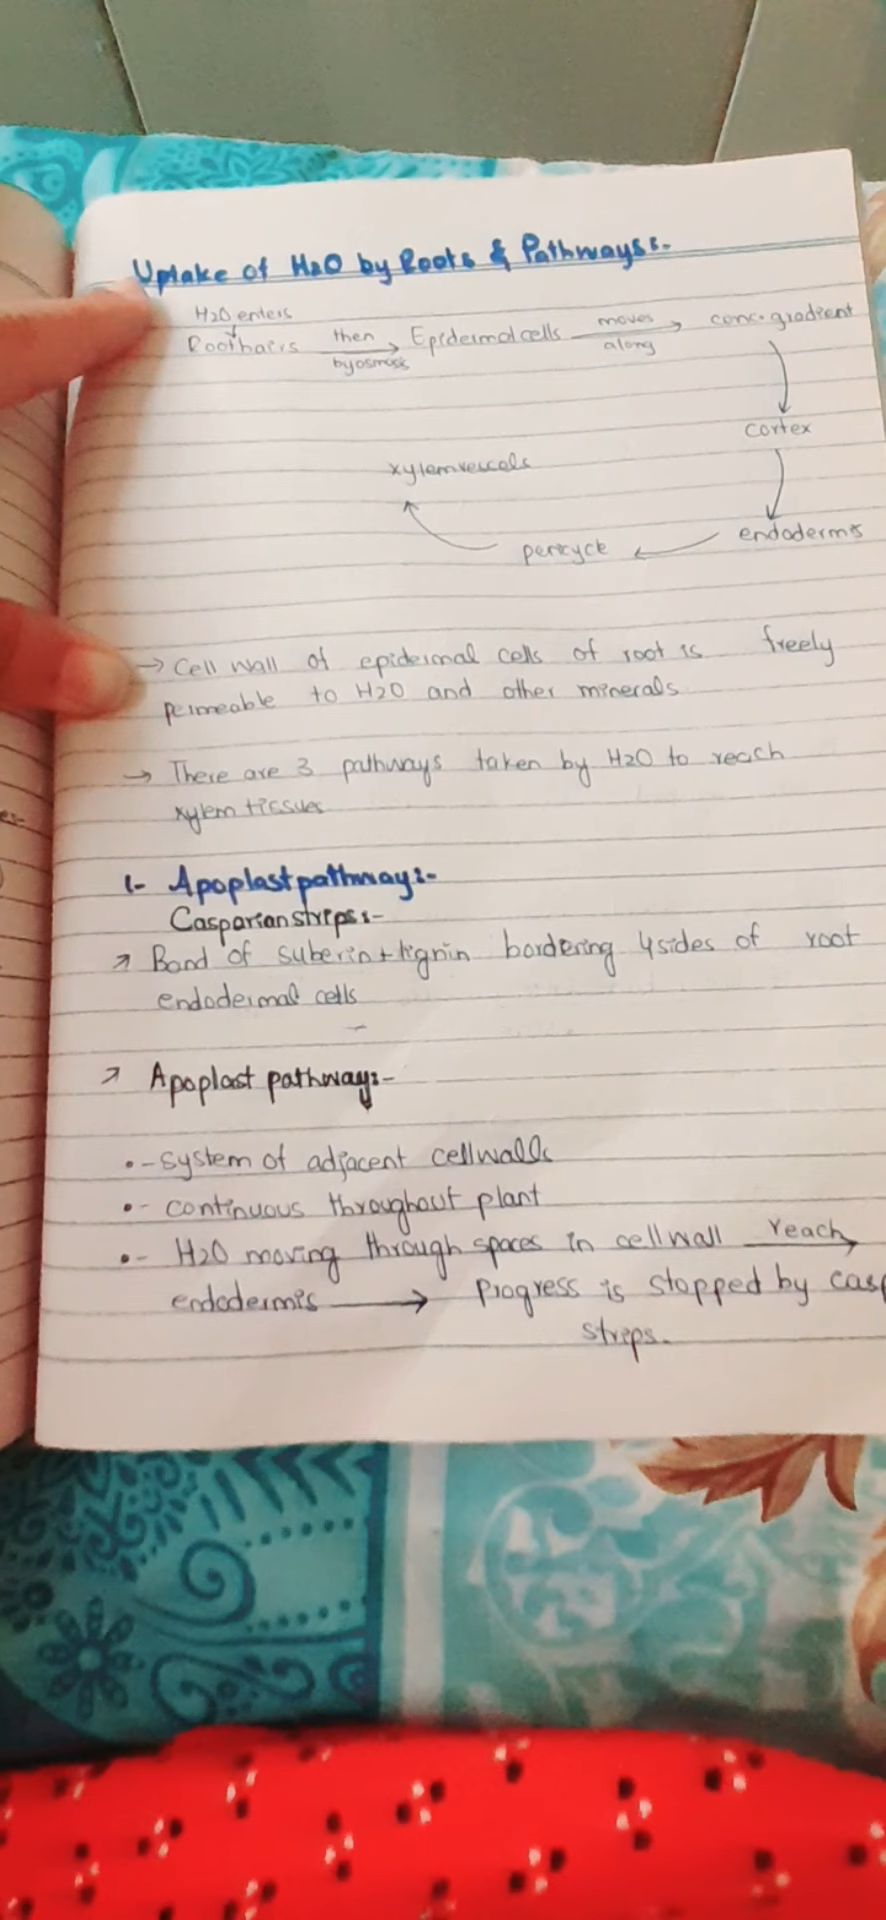 Uptake of H2O by Roots & Pathways:-
H2O enters
Roothairs then by osmosis Epidermal cells moves along conc. gradient
cortex
xylem vessels
endodermis
pericycle
→ Cell wall of epidermal cells of root is freely
permeable to H2O and other minerals
→ There are 3 pathways taken by H2O to reach
xylem tissues
1- Apoplast pathway:-
Casparian strips:-
→ Band of suberin + lignin bordering 4 sides of root
endodermal cells
→ Apoplast pathway:-
•- system of adjacent cell walls
•- continuous throughout plant
•- H2O moving through spaces in cell wall reach →
endodermis → Progress is stopped by casp
strips.